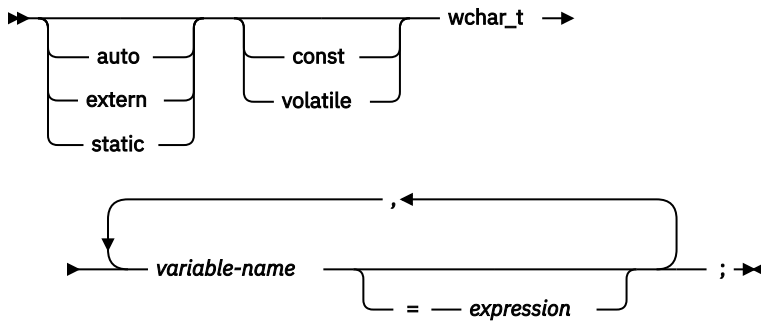 wchar_t
auto
const
extern
volatile
static
,
variable-name
;
= expression